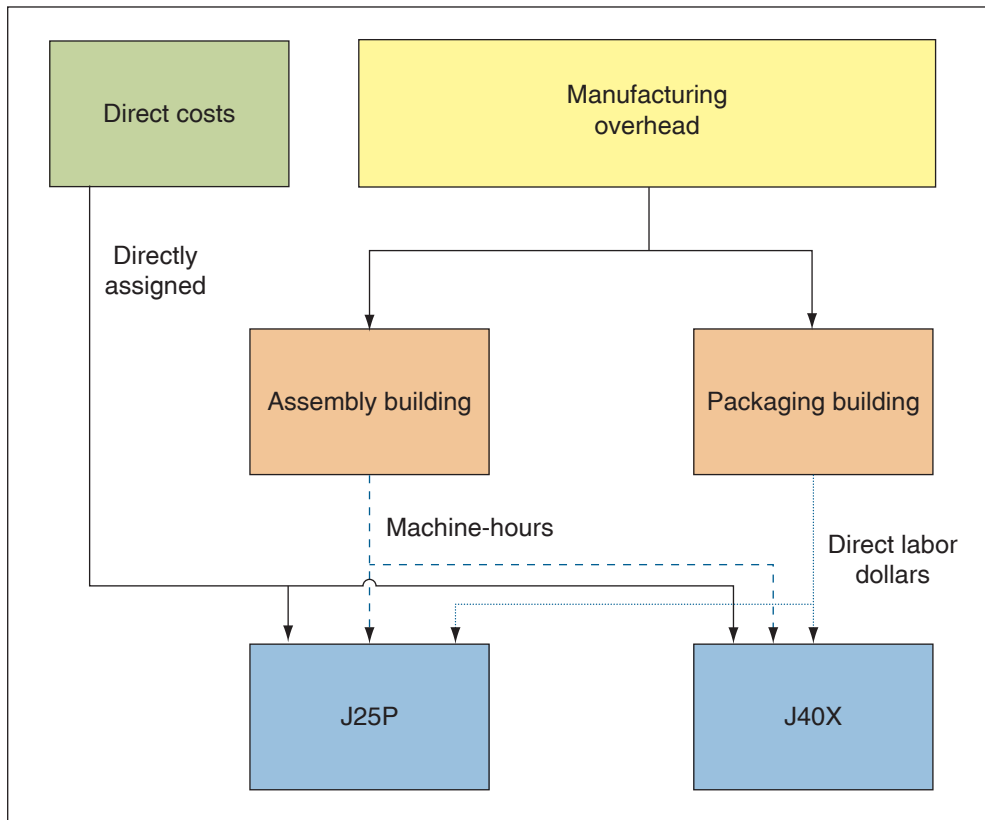 Direct costs
Manufacturing
overhead
Directly
assigned
Assembly building
Packaging building
Machine-hours
Direct labor
dollars
J25P
J40X